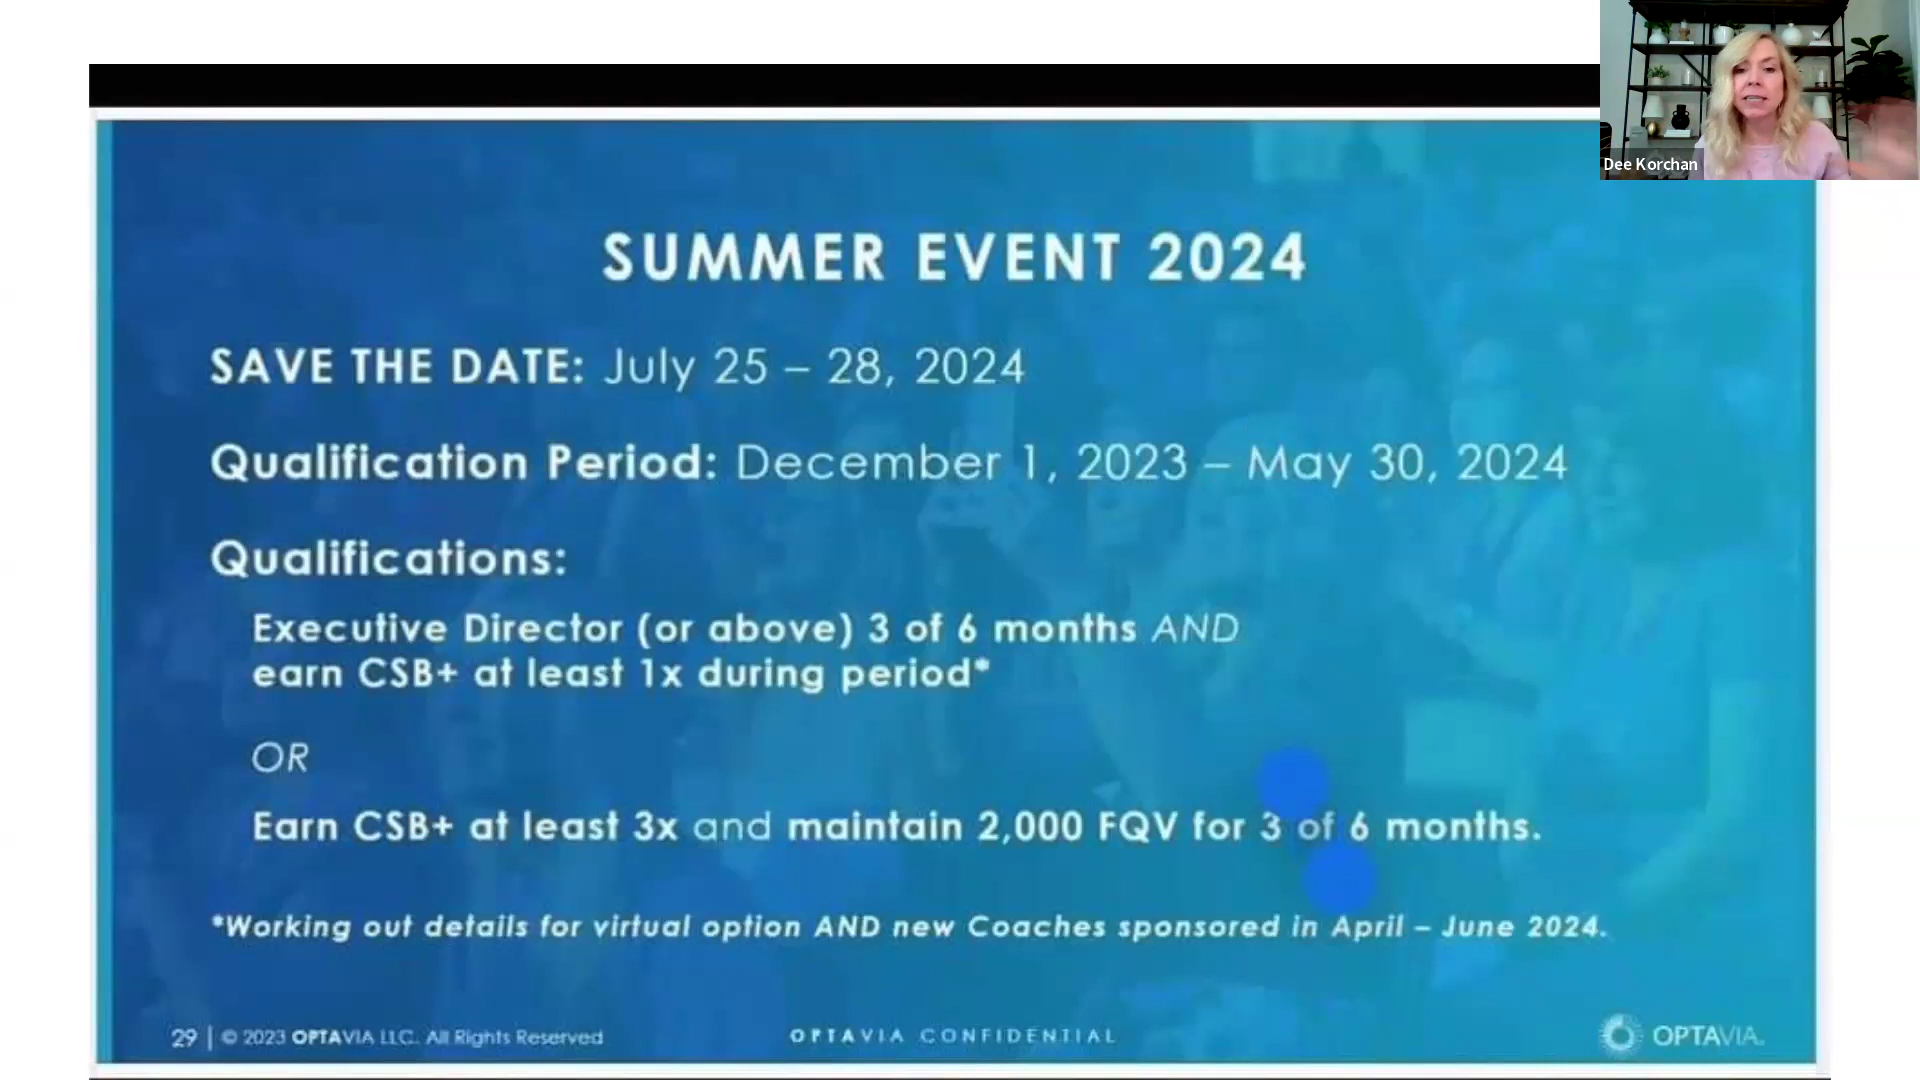 Dee Korchan
SUMMER EVENT 2024
SAVE THE DATE: July 25 – 28, 2024
Qualification Period: December 1, 2023 – May 30, 2024
Qualifications:
Executive Director (or above) 3 of 6 months AND
earn CSB+ at least 1x during period*
OR
Earn CSB+ at least 3x and maintain 2,000 FQV for 3 of 6 months.
*Working out details for virtual option AND new Coaches sponsored in April – June 2024.
29 | © 2023 OPTAVIA LLC. All Rights Reserved
OPTAVIA CONFIDENTIAL
OPTAVIA.